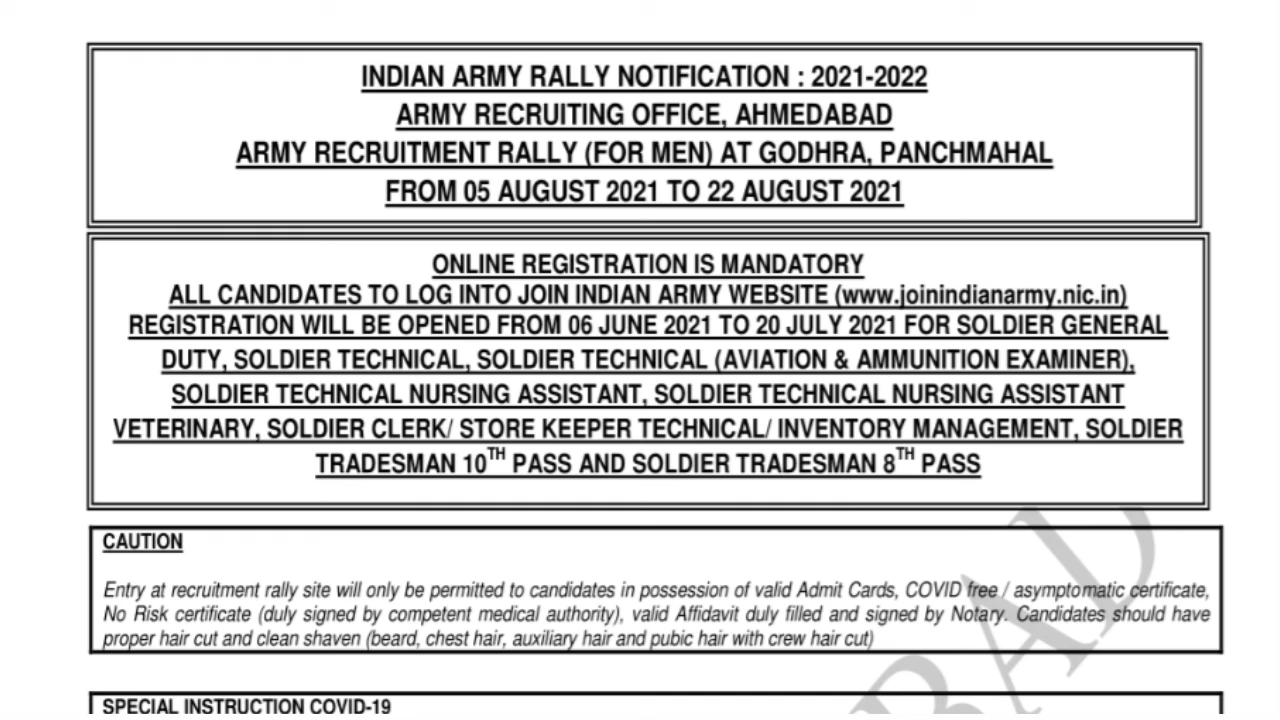 INDIAN ARMY RALLY NOTIFICATION : 2021-2022
ARMY RECRUITING OFFICE, AHMEDABAD
ARMY RECRUITMENT RALLY (FOR MEN) AT GODHRA, PANCHMAHAL
FROM 05 AUGUST 2021 TO 22 AUGUST 2021
ONLINE REGISTRATION IS MANDATORY
ALL CANDIDATES TO LOG INTO JOIN INDIAN ARMY WEBSITE (www.joinindianarmy.nic.in)
REGISTRATION WILL BE OPENED FROM 06 JUNE 2021 TO 20 JULY 2021 FOR SOLDIER GENERAL
DUTY, SOLDIER TECHNICAL, SOLDIER TECHNICAL (AVIATION & AMMUNITION EXAMINER),
SOLDIER TECHNICAL NURSING ASSISTANT, SOLDIER TECHNICAL NURSING ASSISTANT
VETERINARY, SOLDIER CLERK/ STORE KEEPER TECHNICAL/ INVENTORY MANAGEMENT, SOLDIER
TRADESMAN 10TH PASS AND SOLDIER TRADESMAN 8TH PASS
CAUTION
Entry at recruitment rally site will only be permitted to candidates in possession of valid Admit Cards, COVID free / asymptomatic certificate,
No Risk certificate (duly signed by competent medical authority), valid Affidavit duly filled and signed by Notary. Candidates should have
proper hair cut and clean shaven (beard, chest hair, auxiliary hair and pubic hair with crew hair cut)
SPECIAL INSTRUCTION COVID-19
BAD